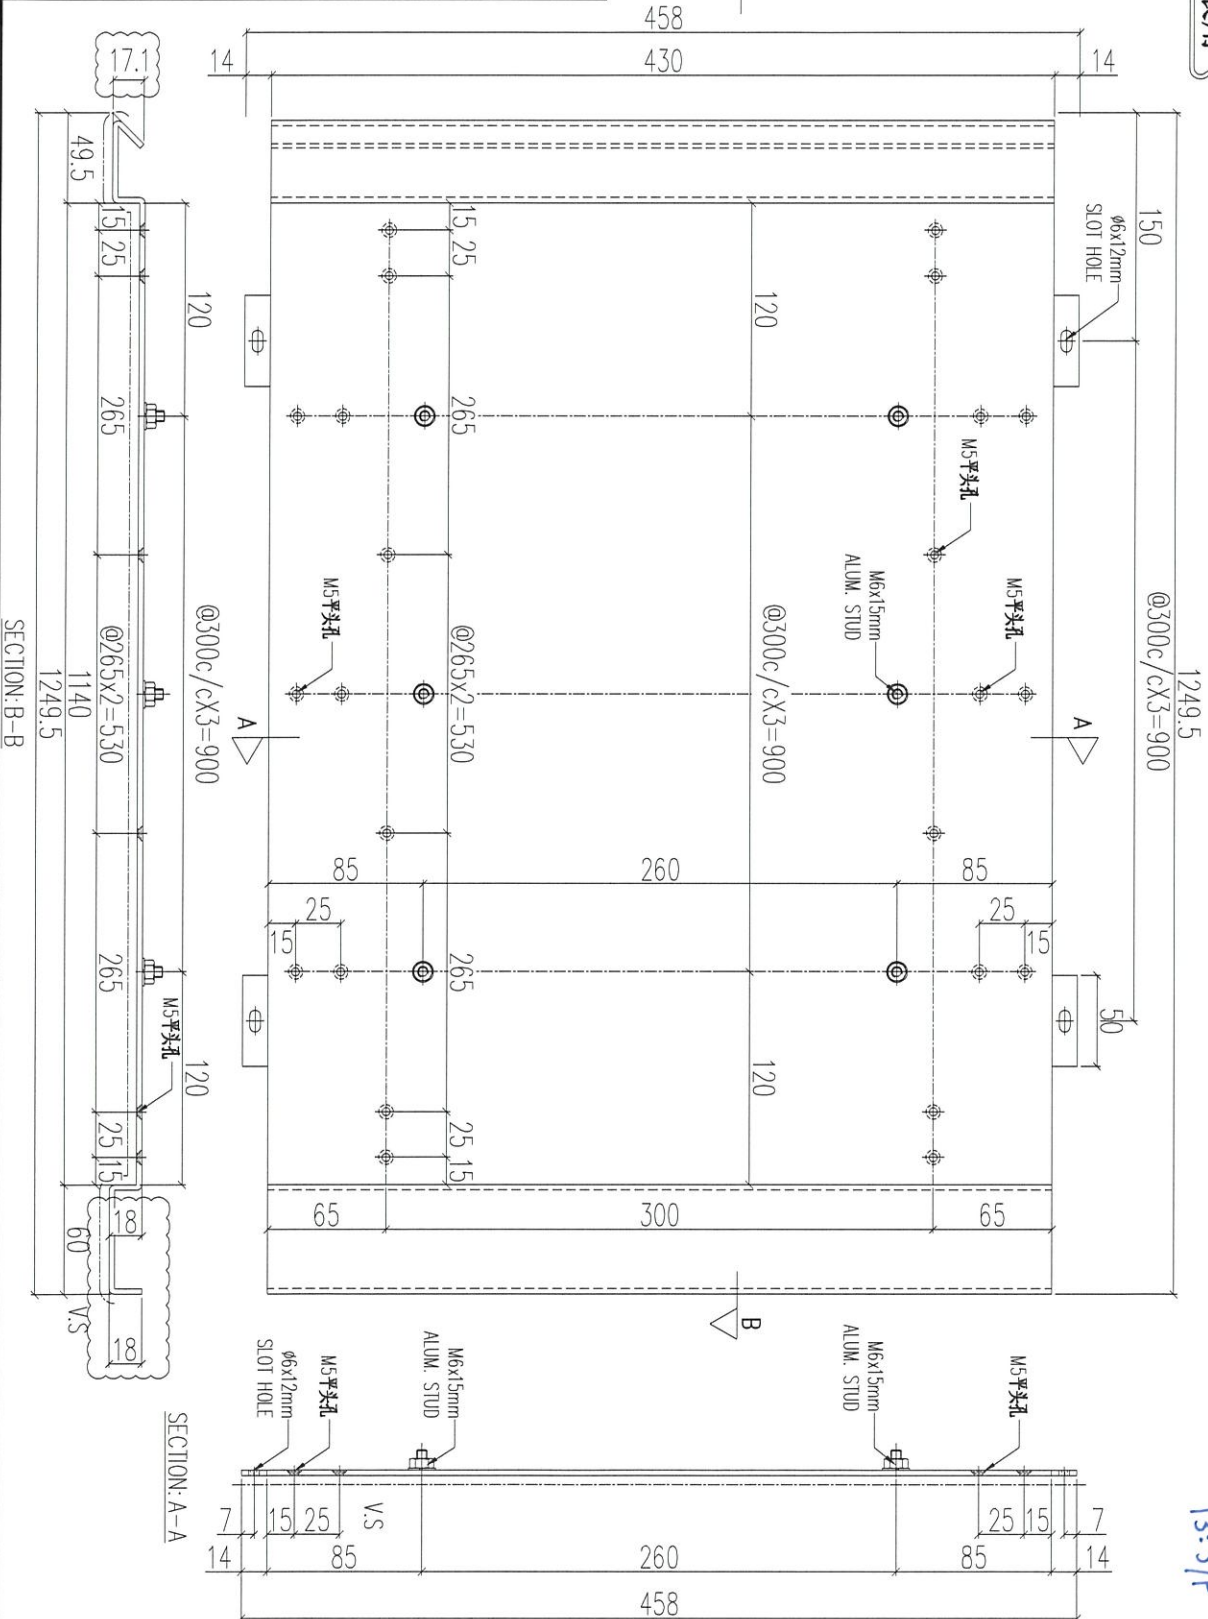 458
14
430
14
17.1
1249.5
150
ø6x12mm
SLOT HOLE
@300c/cX3=900
49.5
15
25
120
265
@300c/cX3=900
@265x2=530
1140
1249.5
265
120
M5平头孔
25
15
18
60
V.S
18
SECTION:B-B
15
25
265
@265x2=530
265
25
15
120
@300c/cX3=900
120
M5平头孔
M5平头孔
M5平头孔
M6x15mm
ALUM. STUD
A
A
85
260
85
25
15
25
15
50
65
300
65
B
M6x15mm
ALUM. STUD
M5平头孔
ø6x12mm
SLOT HOLE
M6x15mm
ALUM. STUD
M5平头孔
V.S
SECTION: A-A
7
15
25
25
15
7
14
85
260
85
14
458